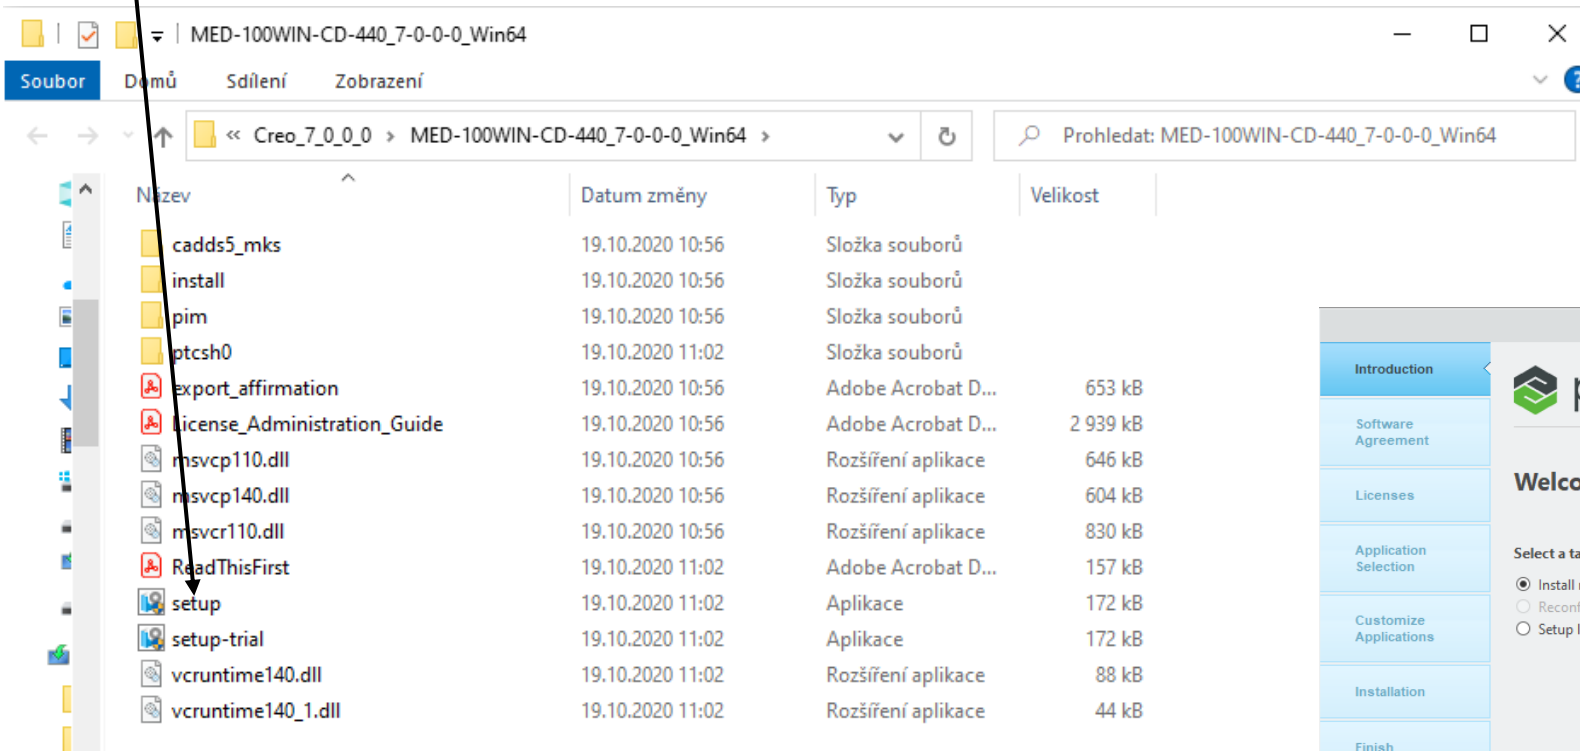 MED-100WIN-CD-440_7-0-0-0_Win64
Soubor Domů Sdílení Zobrazení
« Creo_7_0_0_0 › MED-100WIN-CD-440_7-0-0-0_Win64 ›
Prohledat: MED-100WIN-CD-440_7-0-0-0_Win64
Název Datum změny Typ Velikost
cadds5_mks 19.10.2020 10:56 Složka souborů
install 19.10.2020 10:56 Složka souborů
pim 19.10.2020 10:56 Složka souborů
ptcsh0 19.10.2020 11:02 Složka souborů
export_affirmation 19.10.2020 10:56 Adobe Acrobat D... 653 kB
License_Administration_Guide 19.10.2020 10:56 Adobe Acrobat D... 2 939 kB
msvcp110.dll 19.10.2020 10:56 Rozšíření aplikace 646 kB
msvcp140.dll 19.10.2020 10:56 Rozšíření aplikace 604 kB
msvcr110.dll 19.10.2020 10:56 Rozšíření aplikace 830 kB
ReadThisFirst 19.10.2020 11:02 Adobe Acrobat D... 157 kB
setup 19.10.2020 11:02 Aplikace 172 kB
setup-trial 19.10.2020 11:02 Aplikace 172 kB
vcruntime140.dll 19.10.2020 11:02 Rozšíření aplikace 88 kB
vcruntime140_1.dll 19.10.2020 11:02 Rozšíření aplikace 44 kB
Introduction
Software
Agreement
Licenses
Application
Selection
Customize
Applications
Installation
Finish
p
Welco
Select a ta
Install
Reconf
Setup